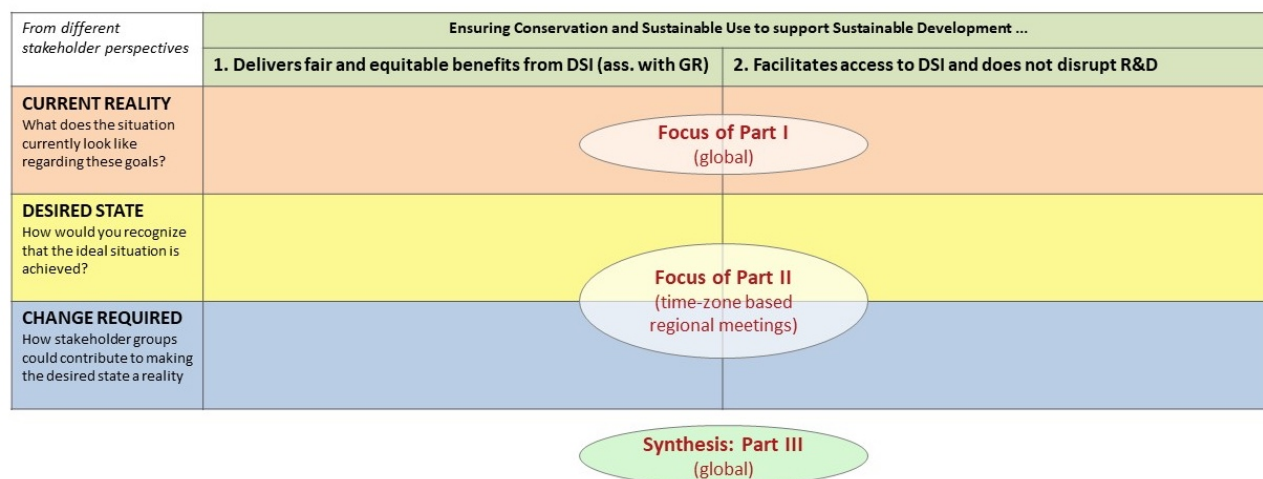 From different
stakeholder perspectives
Ensuring Conservation and Sustainable Use to support Sustainable Development ...
1. Delivers fair and equitable benefits from DSI (ass. with GR)
2. Facilitates access to DSI and does not disrupt R&D
CURRENT REALITY
What does the situation
currently look like
regarding these goals?
Focus of Part I
(global)
DESIRED STATE
How would you recognize
that the ideal situation is
achieved?
Focus of Part II
(time-zone based
regional meetings)
CHANGE REQUIRED
How stakeholder groups
could contribute to making
the desired state a reality
Synthesis: Part III
(global)